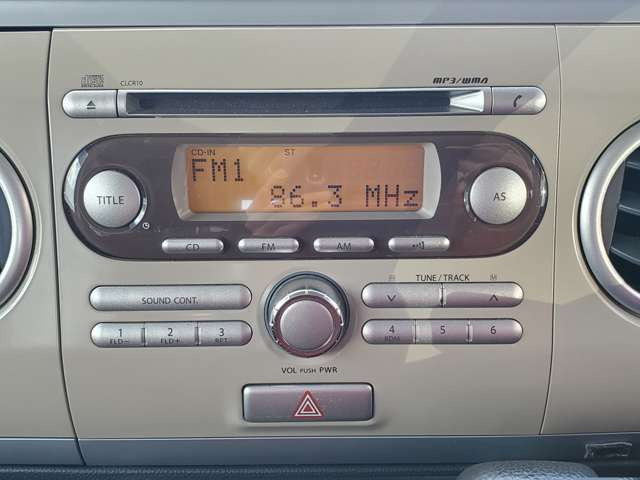 CLCR10
MP3/WMA
CD-IN ST
FM1
86.3 MHz
TITLE
AS
CD
FM
AM
TUNE/TRACK
SOUND CONT.
1 2 3
FLD− FLD+ RPT
4 5 6
RDM
VOL PUSH PWR